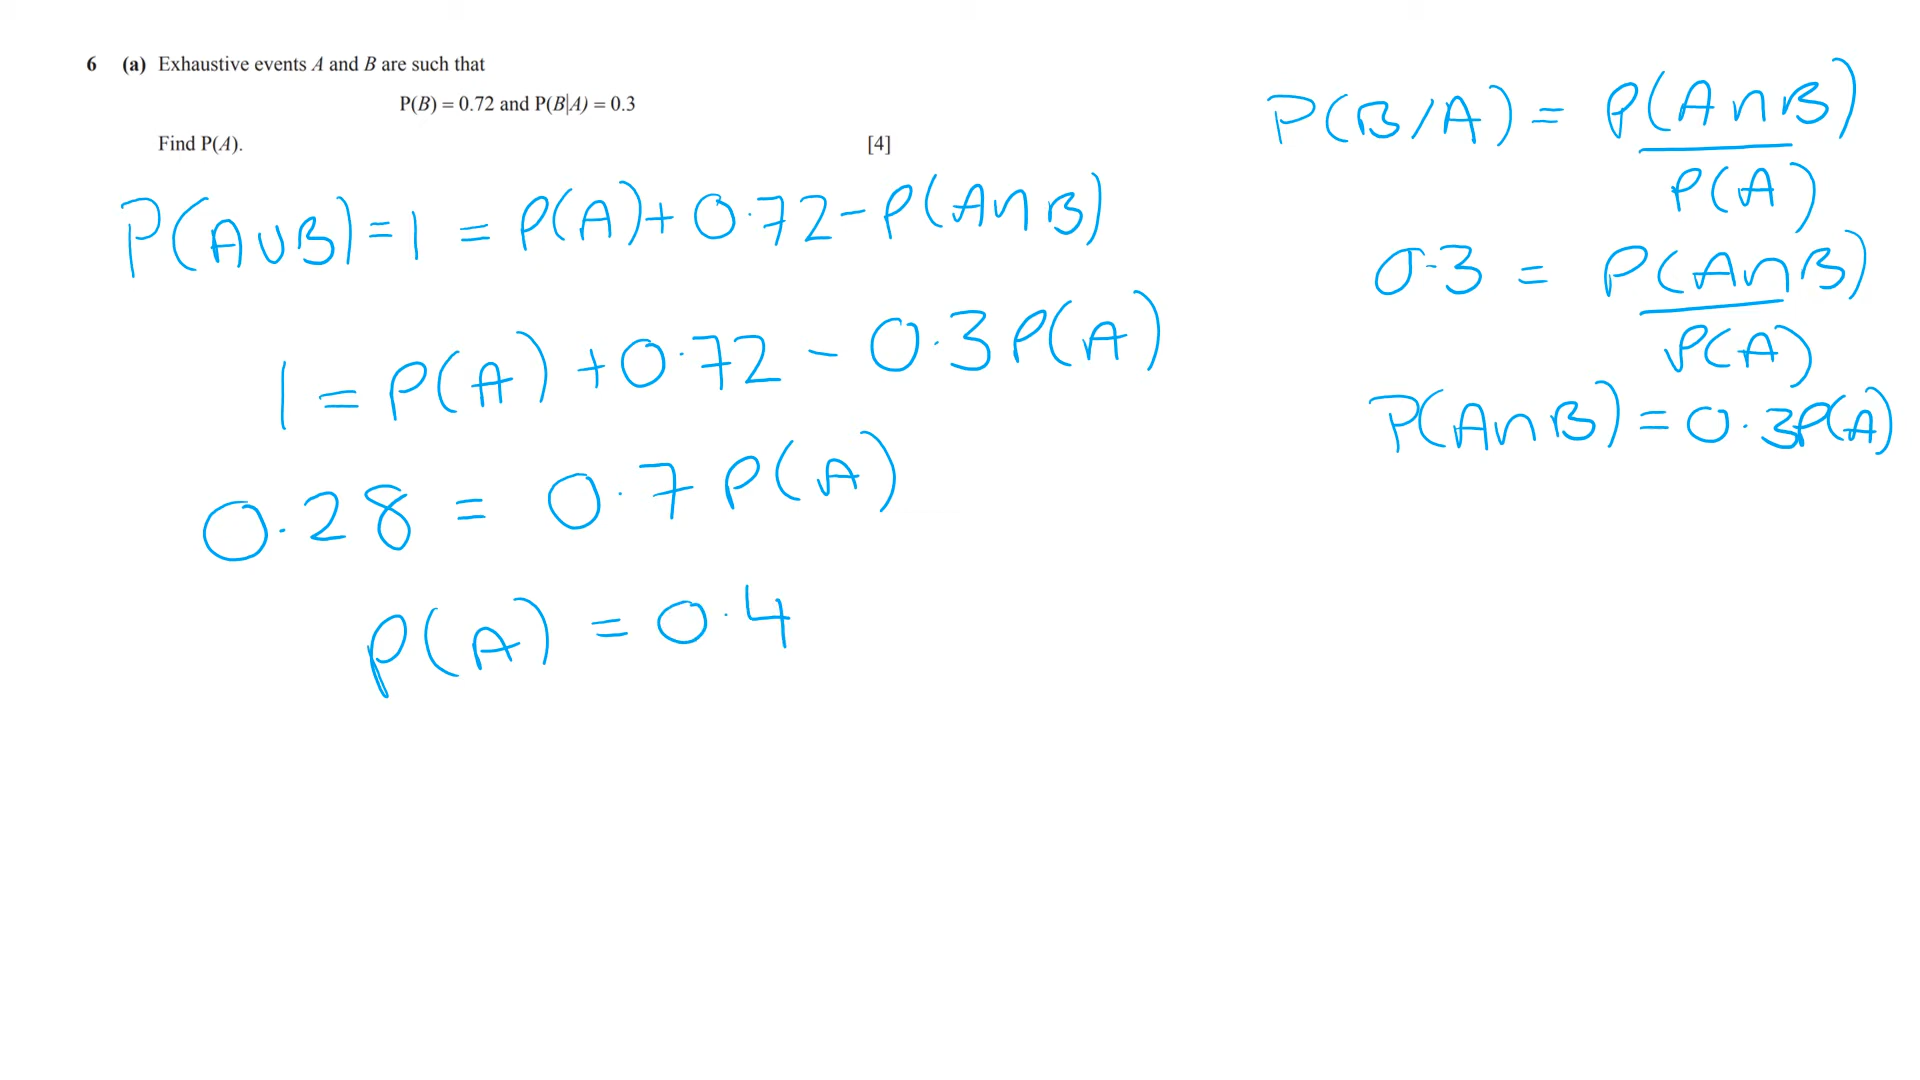 6 (a) Exhaustive events A and B are such that
P(B) = 0.72 and P(B|A) = 0.3
Find P(A). [4]
P(A∪B) = 1 = P(A) + 0.72 - P(A∩B)
1 = P(A) + 0.72 - 0.3P(A)
0.28 = 0.7 P(A)
P(A) = 0.4
P(B/A) = P(A∩B)
P(A)
0.3 = P(A∩B)
P(A)
P(A∩B) = 0.3P(A)